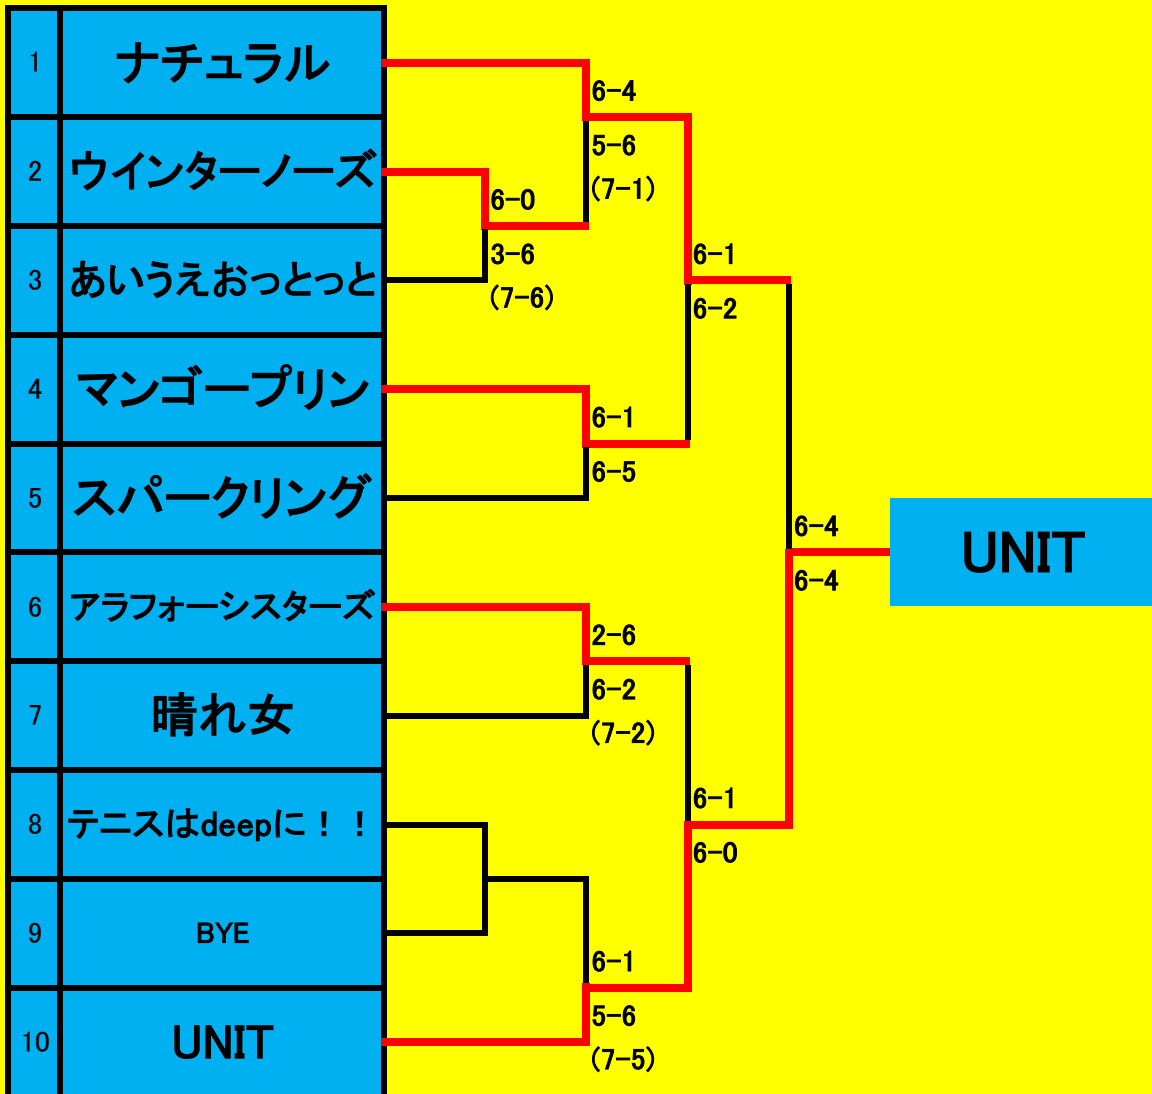 1 ナチュラル
6-4
5-6
(7-1)
2 ウインターノーズ
6-0
3-6
(7-6)
3 あいうえおっとっと
6-1
6-2
4 マンゴープリン
6-1
6-5
5 スパークリング
6-4
6-4
UNIT
6 アラフォーシスターズ
2-6
6-2
(7-2)
7 晴れ女
6-1
6-0
8 テニスはdeepに！！
9 BYE
6-1
5-6
(7-5)
10 UNIT